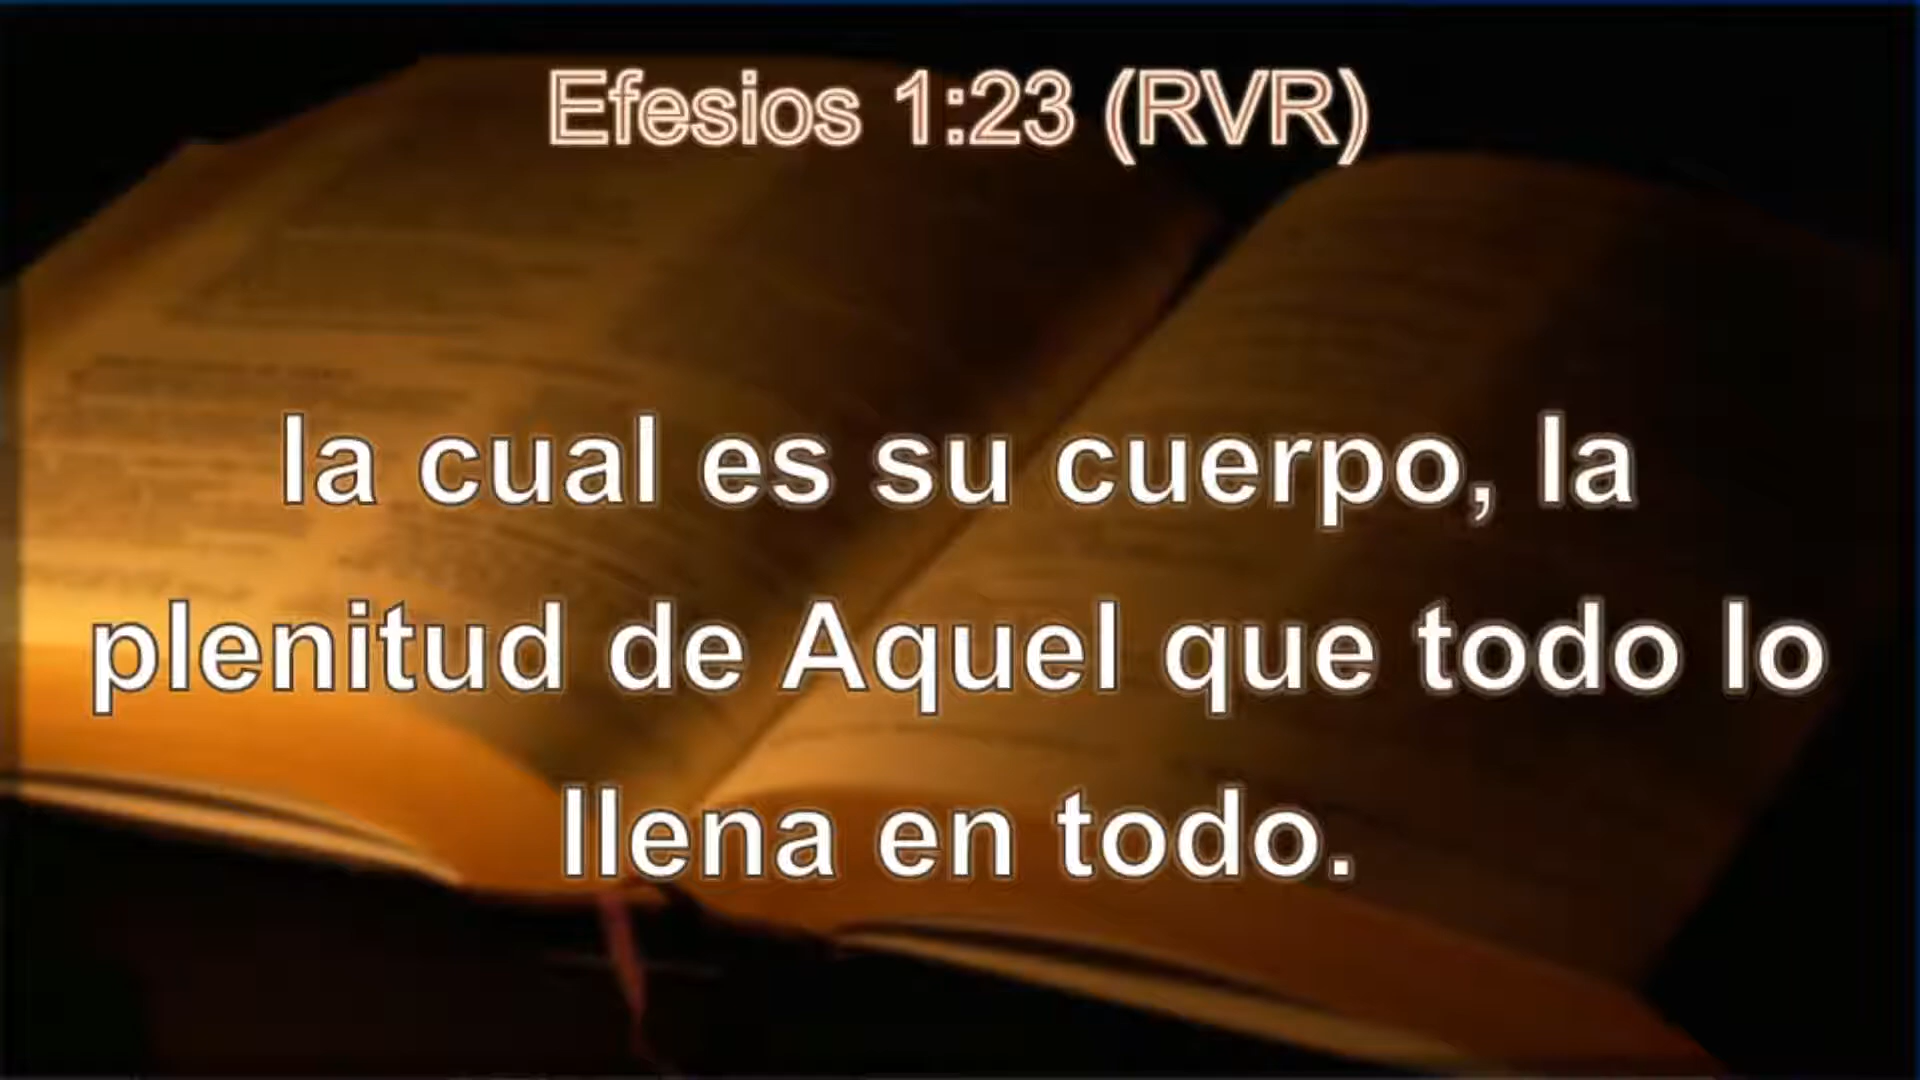 Efesios 1:23 (RVR)
la cual es su cuerpo, la
plenitud de Aquel que todo lo
llena en todo.